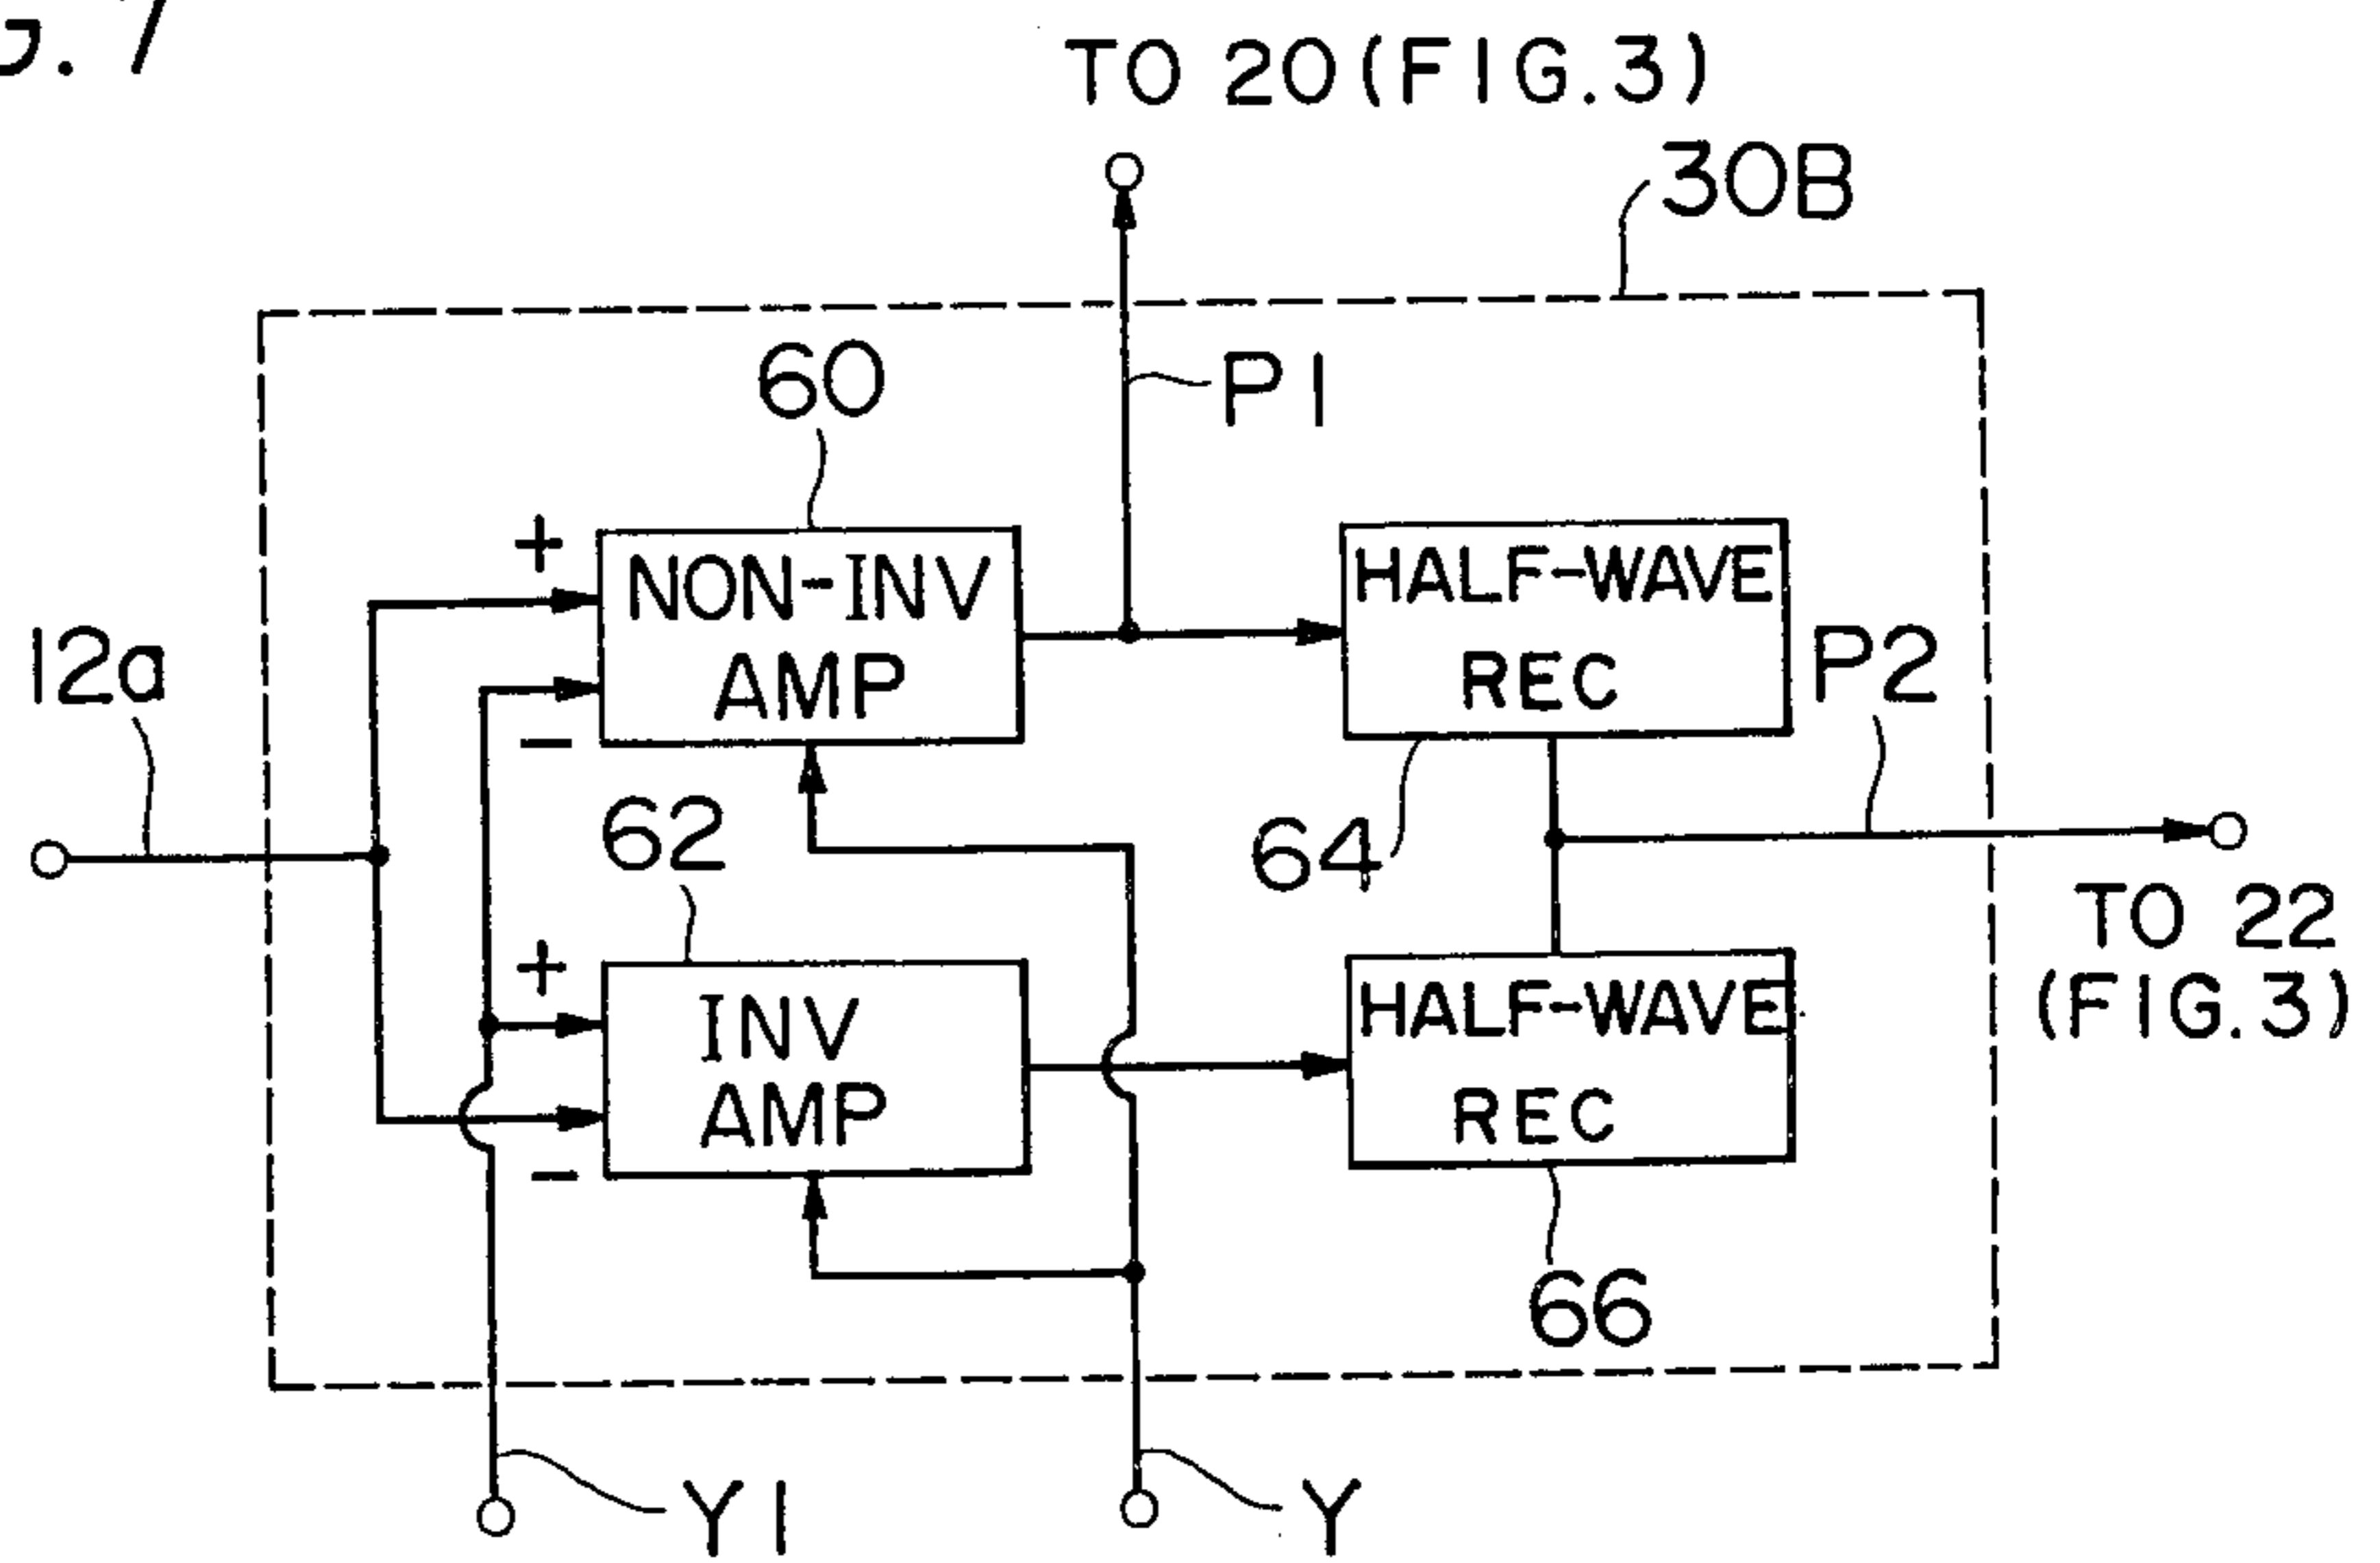 G. 7
TO 20 (FIG. 3)
30B
60
P1
+
NON-INV
AMP
−
HALF-WAVE
REC
12a
P2
62
64
+
INV
AMP
−
HALF-WAVE
REC
TO 22
(FIG. 3)
66
Y1
Y